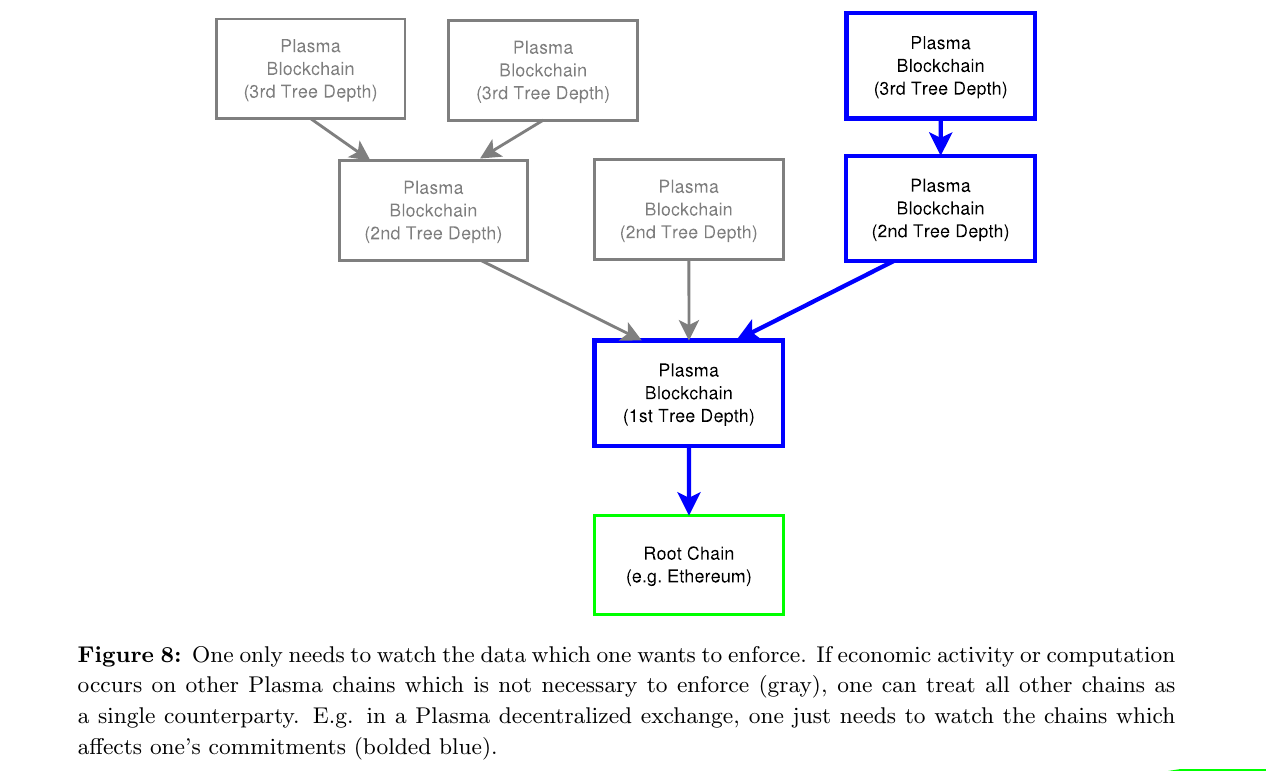 Plasma
Blockchain
(3rd Tree Depth)
Plasma
Blockchain
(3rd Tree Depth)
Plasma
Blockchain
(3rd Tree Depth)
Plasma
Blockchain
(2nd Tree Depth)
Plasma
Blockchain
(2nd Tree Depth)
Plasma
Blockchain
(2nd Tree Depth)
Plasma
Blockchain
(1st Tree Depth)
Root Chain
(e.g. Ethereum)
Figure 8: One only needs to watch the data which one wants to enforce. If economic activity or computation
occurs on other Plasma chains which is not necessary to enforce (gray), one can treat all other chains as
a single counterparty. E.g. in a Plasma decentralized exchange, one just needs to watch the chains which
affects one's commitments (bolded blue).